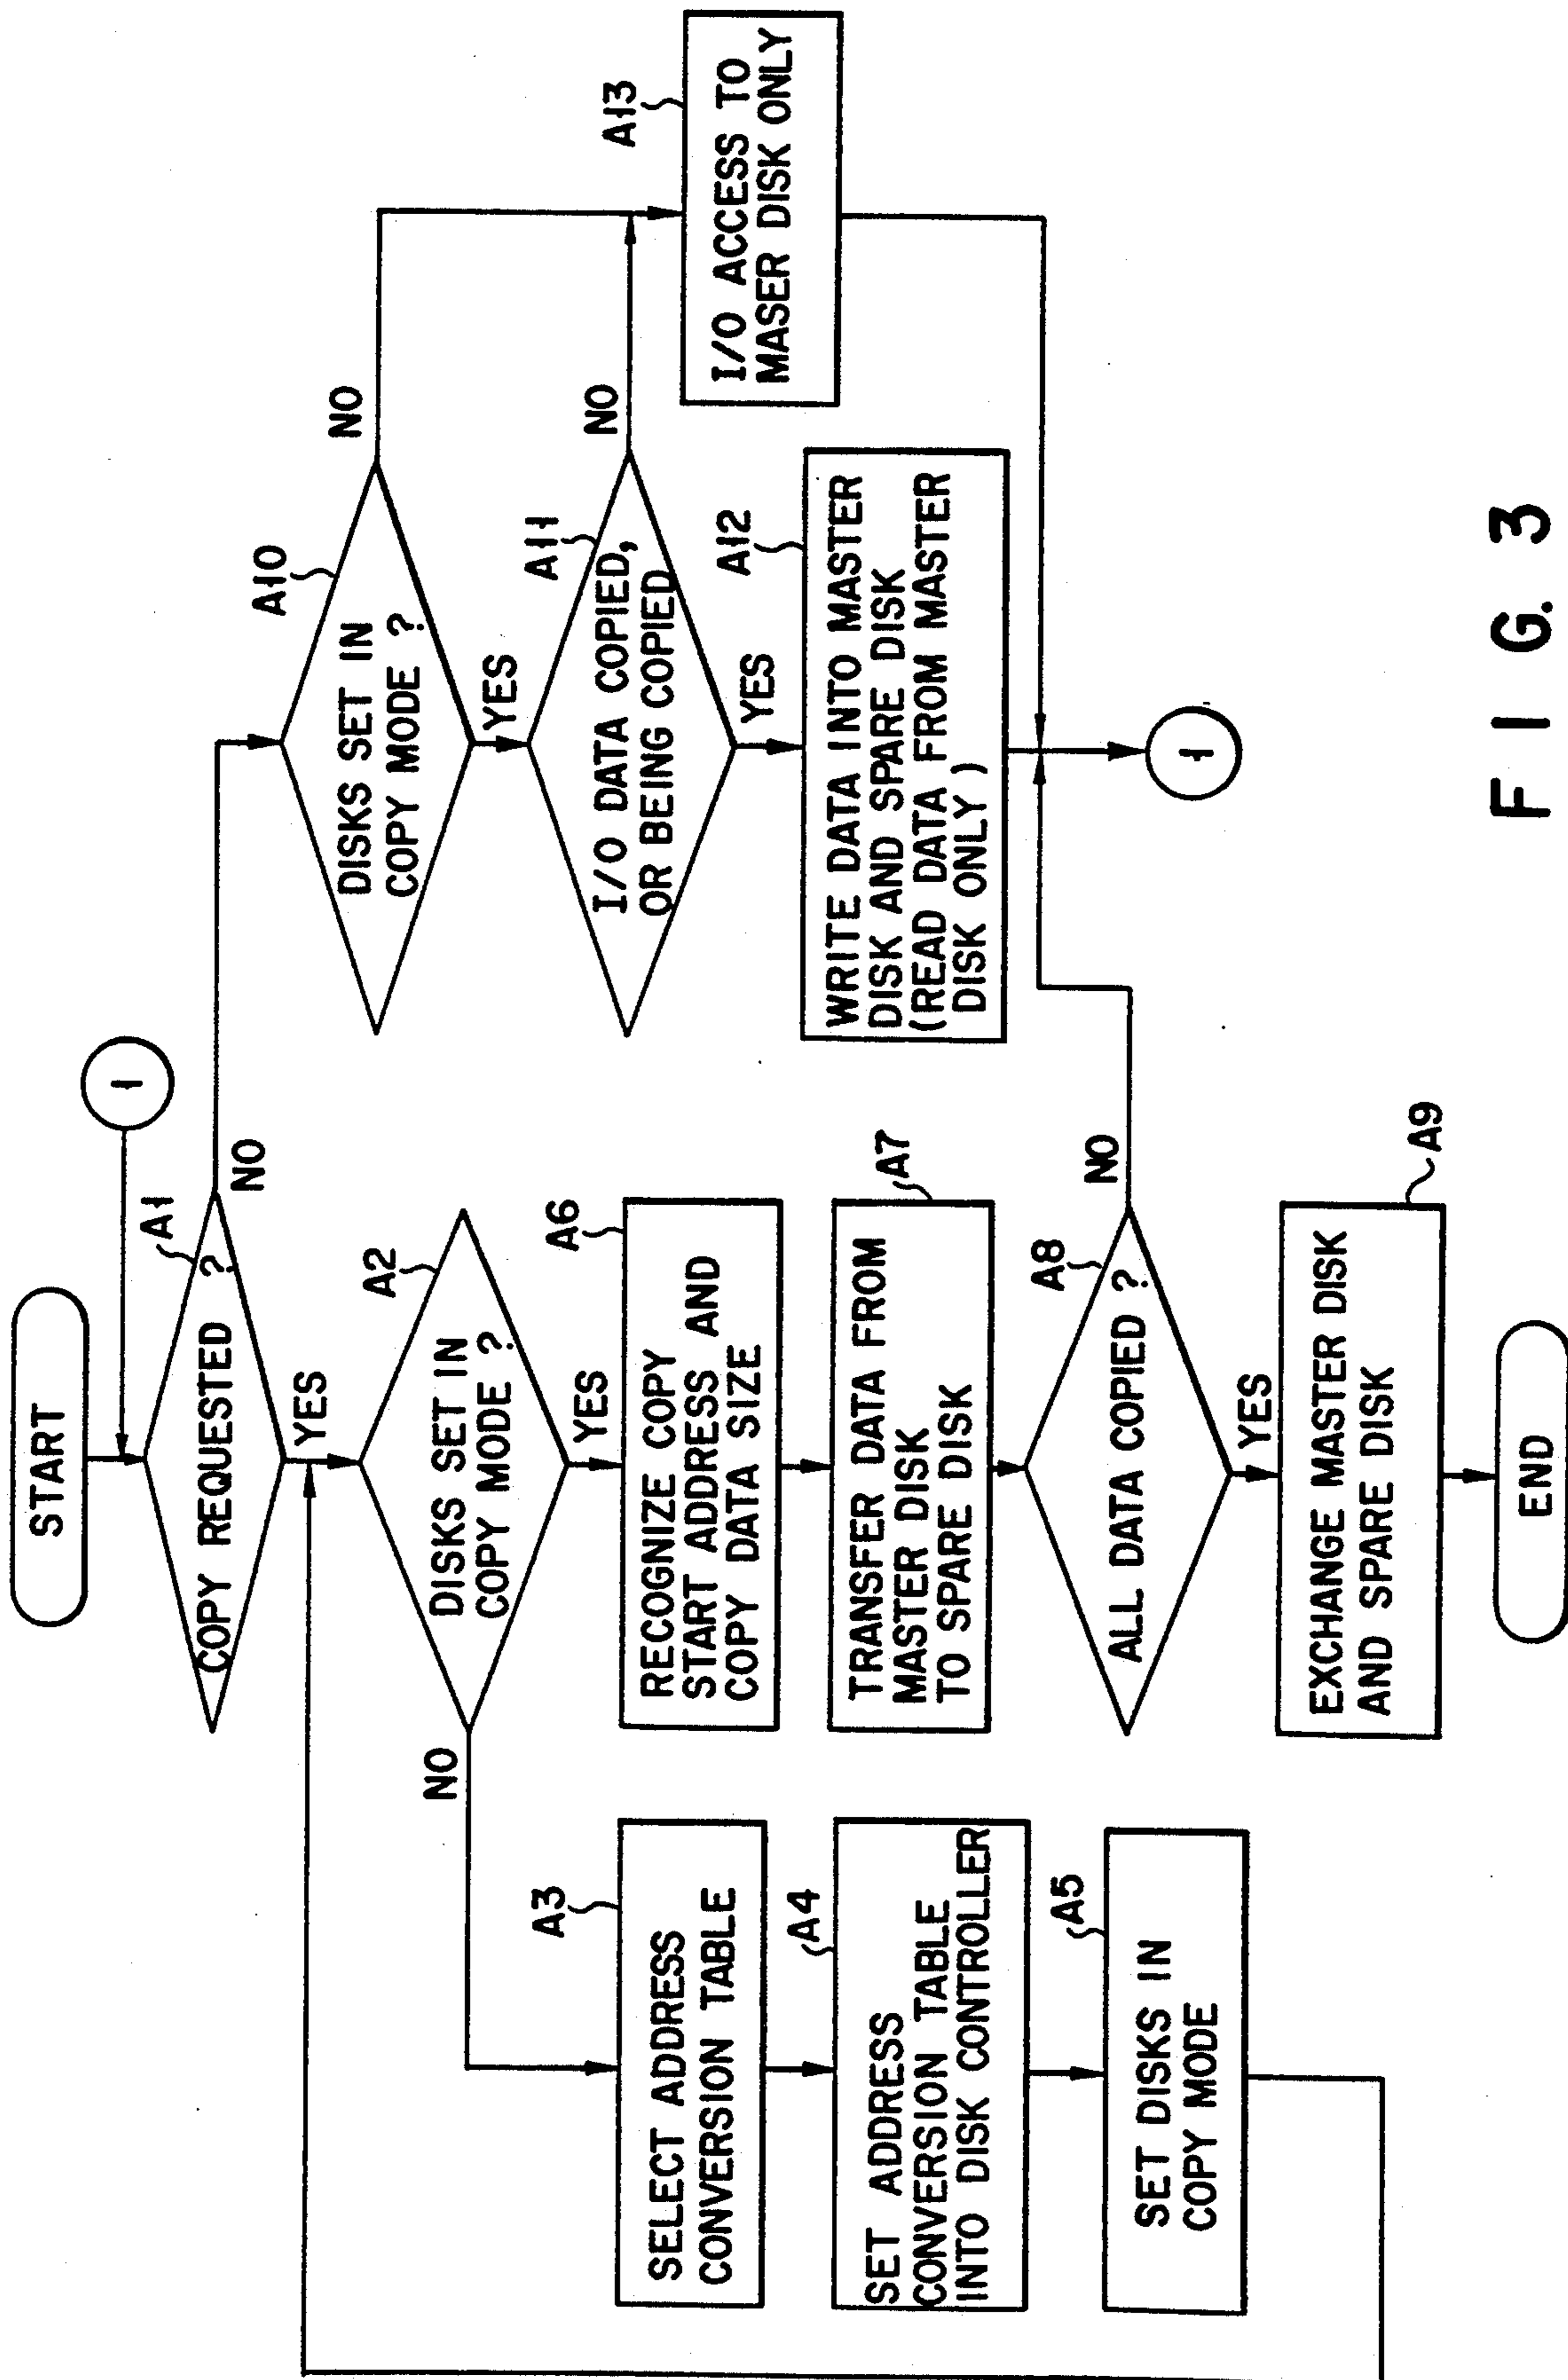 START
1
COPY REQUESTED ?
A1
NO
YES
DISKS SET IN
COPY MODE ?
A2
NO
YES
SELECT ADDRESS
CONVERSION TABLE
A3
SET ADDRESS
CONVERSION TABLE
INTO DISK CONTROLLER
A4
SET DISKS IN
COPY MODE
A5
RECOGNIZE COPY
START ADDRESS AND
COPY DATA SIZE
A6
TRANSFER DATA FROM
MASTER DISK
TO SPARE DISK
A7
ALL DATA COPIED ?
A8
NO
YES
EXCHANGE MASTER DISK
AND SPARE DISK
A9
END
DISKS SET IN
COPY MODE ?
A10
NO
YES
I/O DATA COPIED,
OR BEING COPIED
A11
NO
YES
WRITE DATA INTO MASTER
DISK AND SPARE DISK
(READ DATA FROM MASTER
DISK ONLY )
A12
I/O ACCESS TO
MASER DISK ONLY
A13
1
FIG. 3